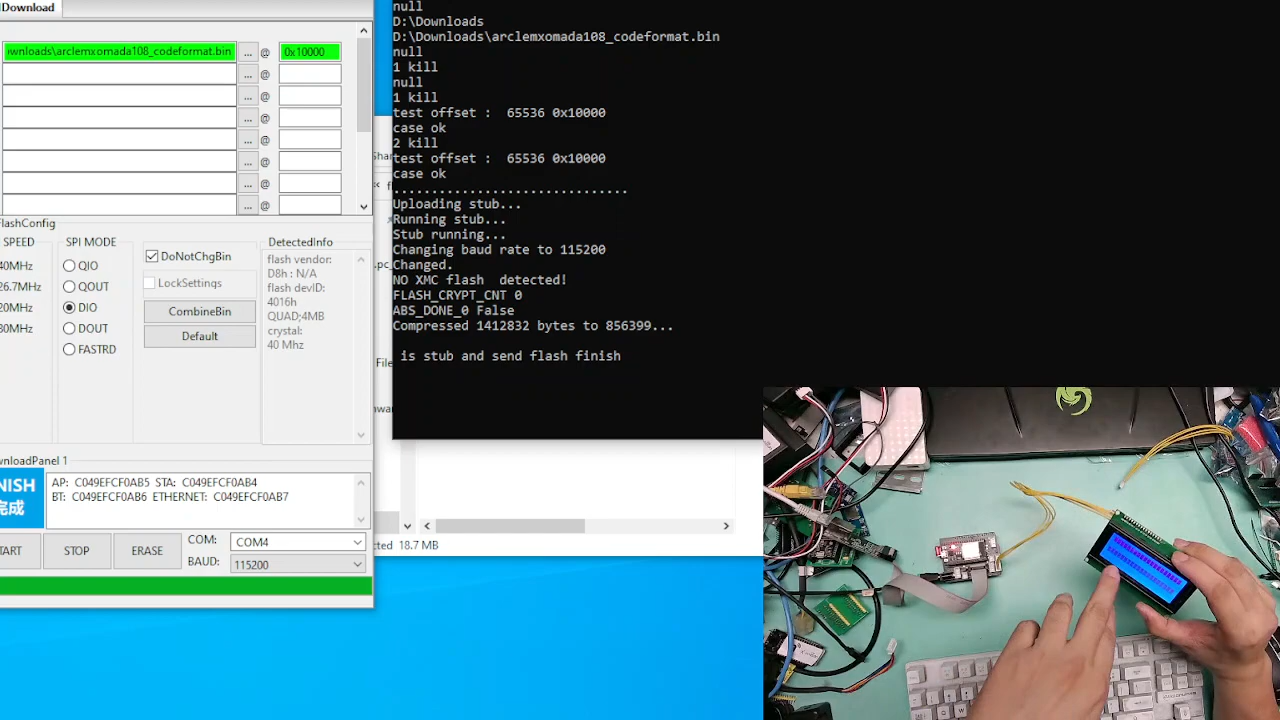 Download
wnloads\arclemxomada108_codeformat.bin ... @ 0x10000
... @
... @
... @
... @
... @
... @
... @
FlashConfig
SPEED
40MHz
26.7MHz
20MHz
80MHz
SPI MODE
QIO
QOUT
DIO
DOUT
FASTRD
DoNotChgBin
LockSettings
CombineBin
Default
DetectedInfo
flash vendor:
D8h : N/A
flash devID:
4016h
QUAD;4MB
crystal:
40 Mhz
wnloadPanel 1
NISH
完成
AP: C049EFCF0AB5 STA: C049EFCF0AB4
BT: C049EFCF0AB6 ETHERNET: C049EFCF0AB7
TART
STOP
ERASE
COM:
COM4
BAUD:
115200
Shar
.pc_
File
cted 18.7 MB
null
D:\Downloads
D:\Downloads\arclemxomada108_codeformat.bin
null
1 kill
null
1 kill
test offset :  65536 0x10000
case ok
2 kill
test offset :  65536 0x10000
case ok
...............................
Uploading stub...
Running stub...
Stub running...
Changing baud rate to 115200
Changed.
NO XMC flash  detected!
FLASH_CRYPT_CNT 0
ABS_DONE_0 False
Compressed 1412832 bytes to 856399...
is stub and send flash finish